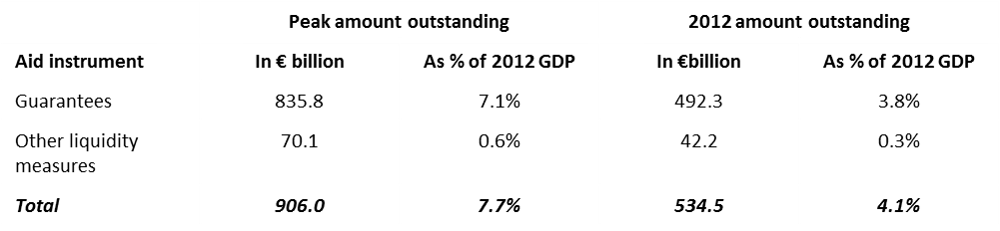 Peak amount outstanding 2012 amount outstanding
Aid instrument In € billion As % of 2012 GDP In €billion As % of 2012 GDP
Guarantees 835.8 7.1% 492.3 3.8%
Other liquidity 70.1 0.6% 42.2 0.3%
measures
Total 906.0 7.7% 534.5 4.1%